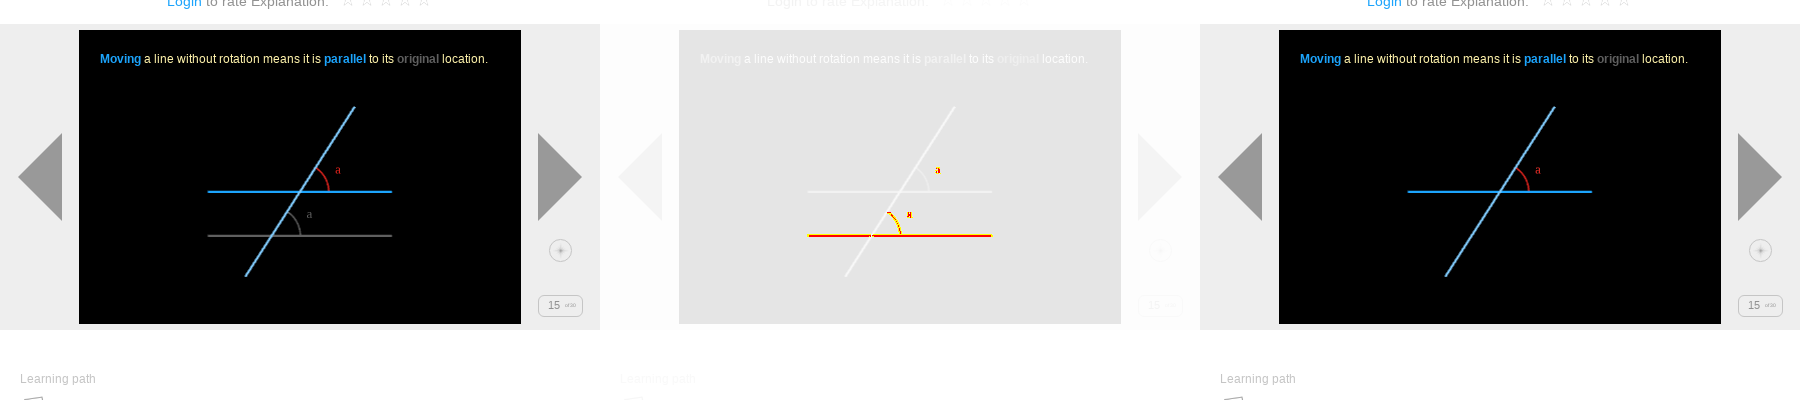 Login to rate Explanation. Login to rate Explanation. Login to rate Explanation.
Moving a line without rotation means it is parallel to its original location. Moving a line without rotation means it is parallel to its original location. Moving a line without rotation means it is parallel to its original location.
a a a
a
15 15 15
Learning path Learning path Learning path